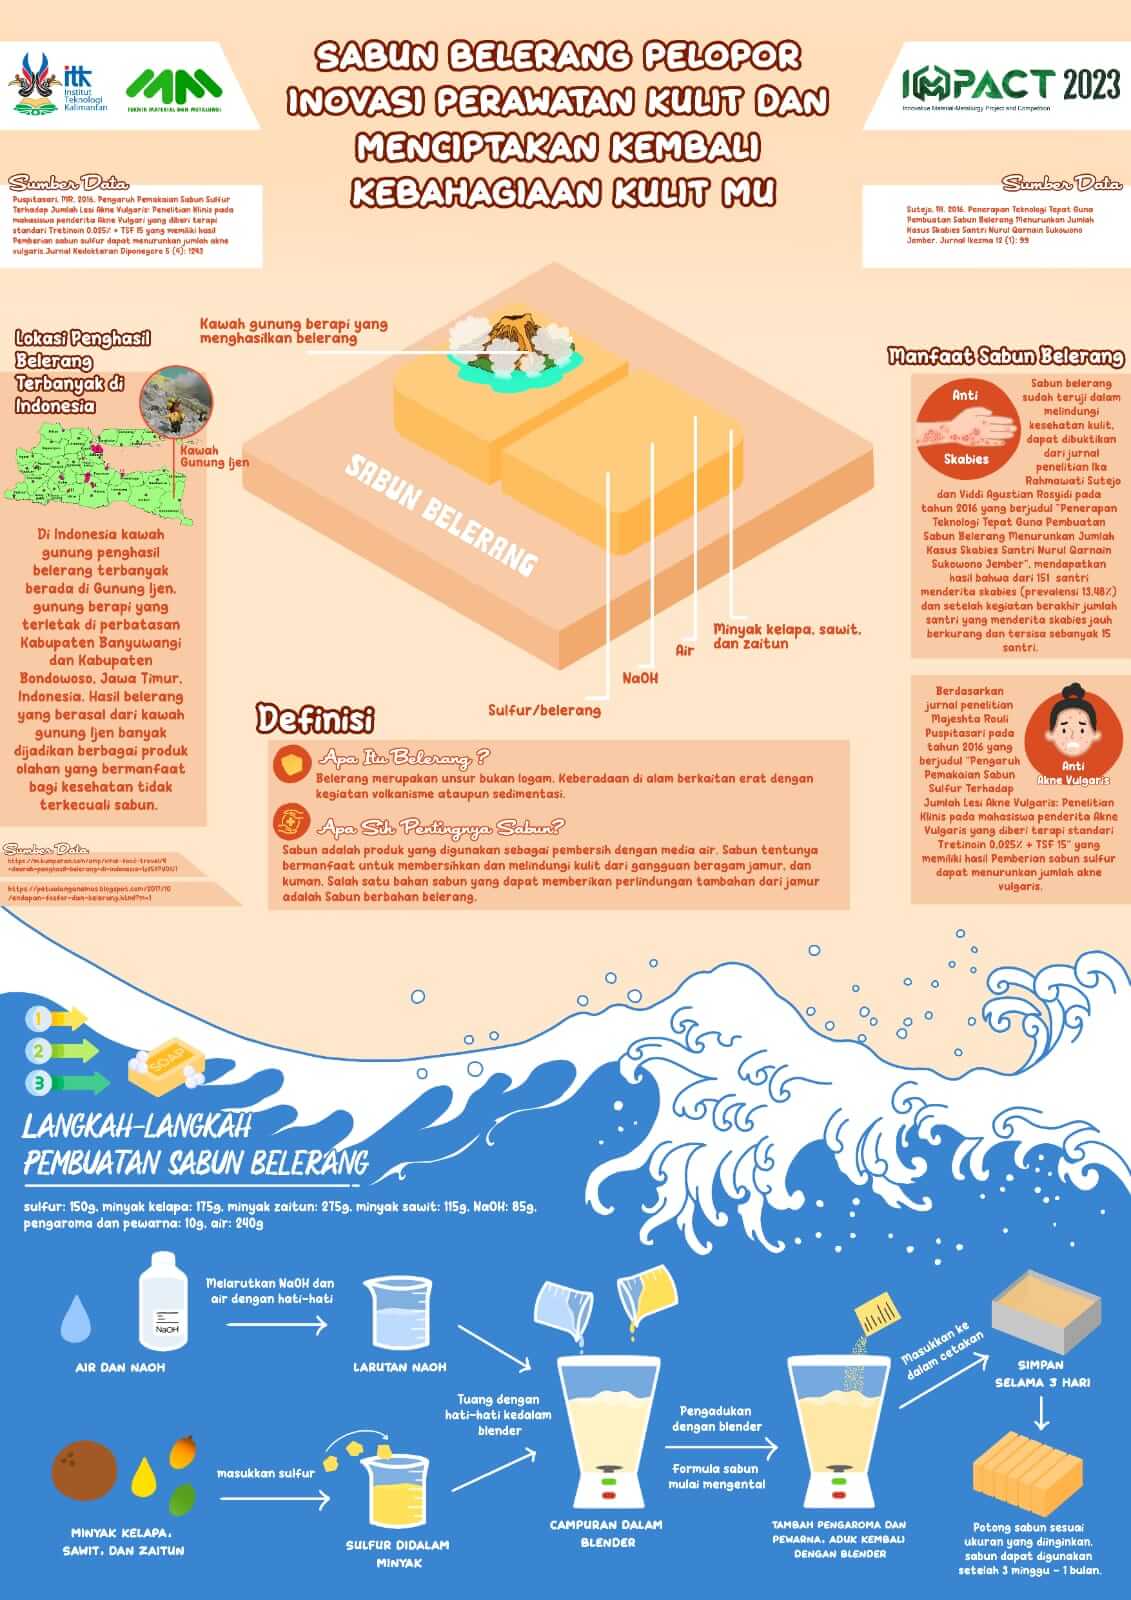 SABUN BELERANG PELOPOR
INOVASI PERAWATAN KULIT DAN
MENCIPTAKAN KEMBALI
KEBAHAGIAAN KULIT MU
itk
Institut
Teknologi
Kalimantan
TEKNIK MATERIAL DAN METALURGI
IMPACT 2023
Innovative Material-Metallurgy Project and Competition
Sumber Data
Puspitasari, MR. 2016. Pengaruh Pemakaian Sabun Sulfur
Terhadap Jumlah Lesi Akne Vulgaris: Penelitian Klinis pada
mahasiswa penderita Akne Vulgari yang diberi terapi
standari Tretinoin 0.025% + TSF 15 yang memiliki hasil
Pemberian sabun sulfur dapat menurunkan jumlah akne
vulgaris.Jurnal Kedokteran Diponegoro 5 (4): 1243
Sumber Data
Sutejo, IR. 2016. Penerapan Teknologi Tepat Guna
Pembuatan Sabun Belerang Menurunkan Jumlah
Kasus Skabies Santri Nurul Qarnain Sukowono
Jember. Jurnal Ikesma 12 (1): 99
Lokasi Penghasil
Belerang
Terbanyak di
Indonesia
Kawah
Gunung Ijen
Di Indonesia kawah
gunung penghasil
belerang terbanyak
berada di Gunung Ijen,
gunung berapi yang
terletak di perbatasan
Kabupaten Banyuwangi
dan Kabupaten
Bondowoso, Jawa Timur,
Indonesia. Hasil belerang
yang berasal dari kawah
gunung Ijen banyak
dijadikan berbagai produk
olahan yang bermanfaat
bagi kesehatan tidak
terkecuali sabun.
Sumber Data
https://petualanganemas.blogspot.com/2017/10
/endapan-fosfor-dan-belerang.html?m=1
Kawah gunung berapi yang
menghasilkan belerang
SABUN BELERANG
Minyak kelapa, sawit,
dan zaitun
Air
NaOH
Sulfur/belerang
Definisi
Apa Itu Belerang ?
Belerang merupakan unsur bukan logam. Keberadaan di alam berkaitan erat dengan
kegiatan volkanisme ataupun sedimentasi.
Apa Sih Pentingnya Sabun?
Sabun adalah produk yang digunakan sebagai pembersih dengan media air. Sabun tentunya
bermanfaat untuk membersihkan dan melindungi kulit dari gangguan beragam jamur, dan
kuman. Salah satu bahan sabun yang dapat memberikan perlindungan tambahan dari jamur
adalah Sabun berbahan belerang.
Manfaat Sabun Belerang
Anti
Skabies
Sabun belerang
sudah teruji dalam
melindungi
kesehatan kulit,
dapat dibuktikan
dari jurnal
penelitian Ika
Rahmawati Sutejo
dan Viddi Agustian Rosyidi pada
tahun 2016 yang berjudul "Penerapan
Teknologi Tepat Guna Pembuatan
Sabun Belerang Menurunkan Jumlah
Kasus Skabies Santri Nurul Qarnain
Sukowono Jember", mendapatkan
hasil bahwa dari 151 santri
menderita skabies (prevalensi 13,48%)
dan setelah kegiatan berakhir jumlah
santri yang menderita skabies jauh
berkurang dan tersisa sebanyak 15
santri.
Anti
Akne Vulgaris
Berdasarkan
jurnal penelitian
Majeshta Rouli
Puspitasari pada
tahun 2016 yang
berjudul "Pengaruh
Pemakaian Sabun
Sulfur Terhadap
Jumlah Lesi Akne Vulgaris: Penelitian
Klinis pada mahasiswa penderita Akne
Vulgaris yang diberi terapi standari
Tretinoin 0,025% + TSF 15" yang
memiliki hasil Pemberian sabun sulfur
dapat menurunkan jumlah akne
vulgaris.
1
2
3
SOAP
LANGKAH-LANGKAH
PEMBUATAN SABUN BELERANG
sulfur: 150g, minyak kelapa: 175g, minyak zaitun: 275g, minyak sawit: 115g, NaOH: 85g,
pengaroma dan pewarna: 10g, air: 240g
NaOH
AIR DAN NAOH
Melarutkan NaOH dan
air dengan hati-hati
LARUTAN NAOH
Tuang dengan
hati-hati kedalam
blender
MINYAK KELAPA,
SAWIT, DAN ZAITUN
masukkan sulfur
SULFUR DIDALAM
MINYAK
CAMPURAN DALAM
BLENDER
Pengadukan
dengan blender
Formula sabun
mulai mengental
TAMBAH PENGAROMA DAN
PEWARNA, ADUK KEMBALI
DENGAN BLENDER
Masukkan ke
dalam cetakan
SIMPAN
SELAMA 3 HARI
Potong sabun sesuai
ukuran yang diinginkan,
sabun dapat digunakan
setelah 3 minggu - 1 bulan.